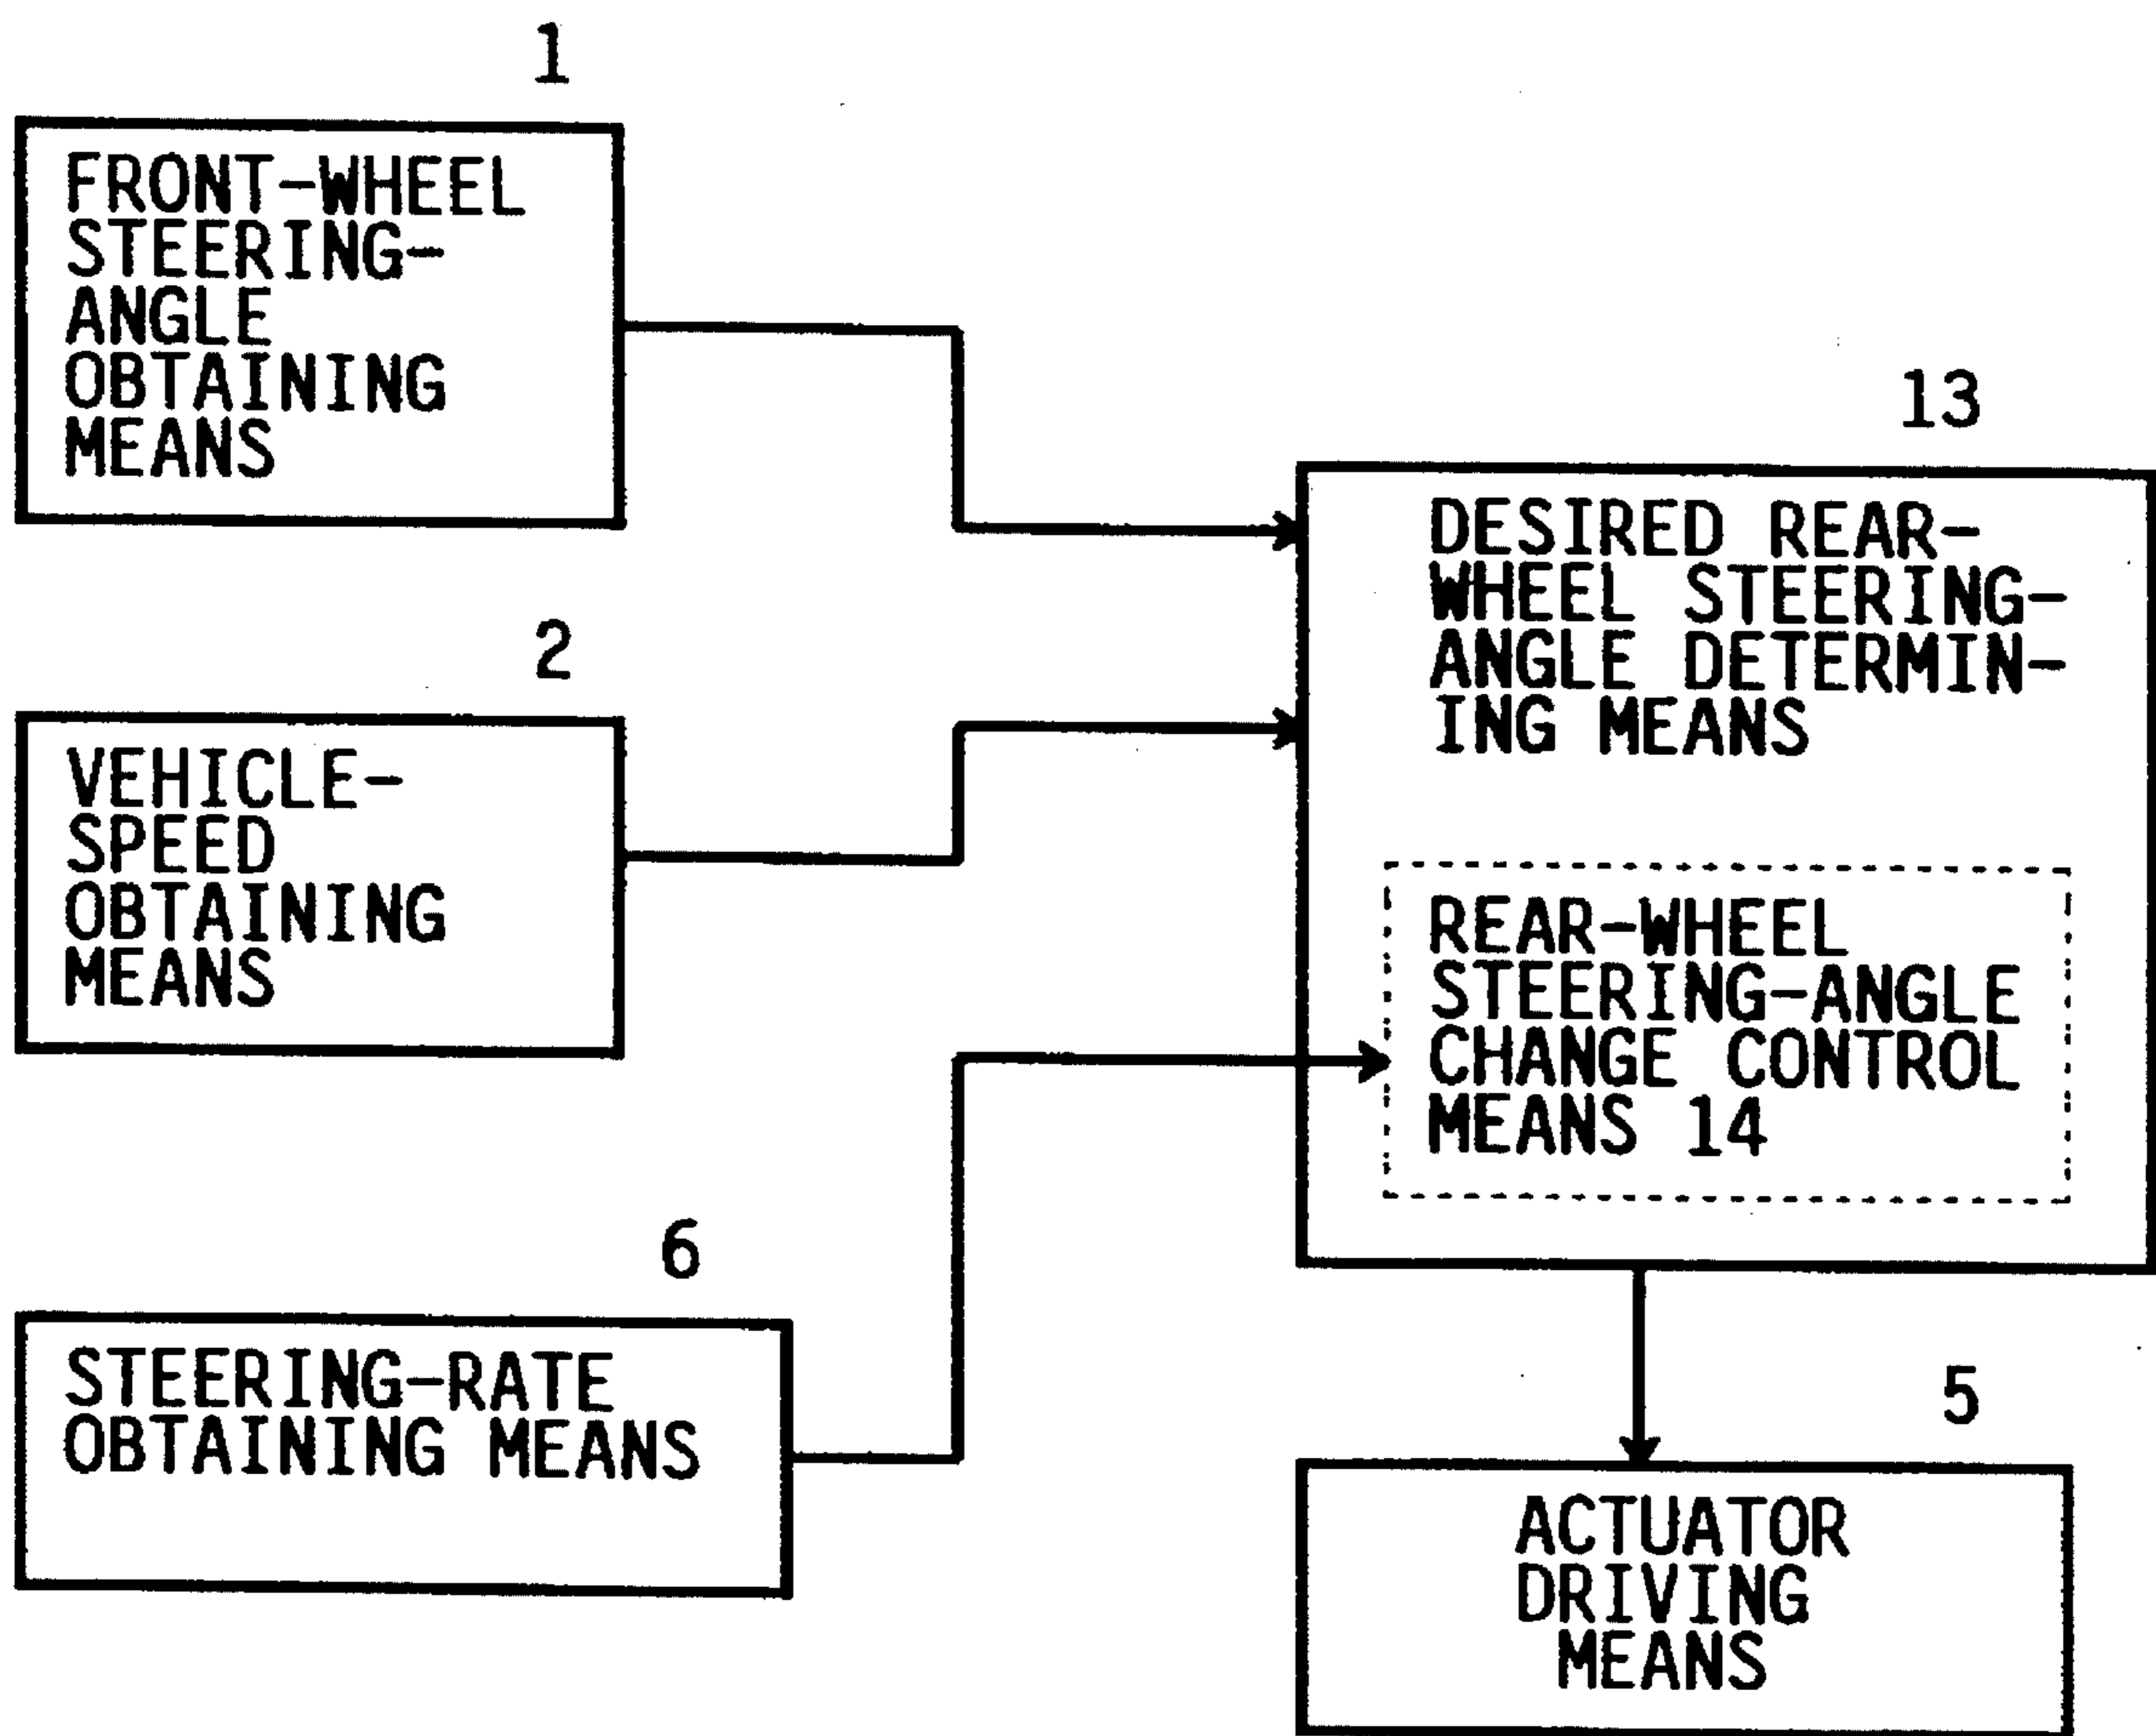 1
FRONT-WHEEL
STEERING-
ANGLE
OBTAINING
MEANS
2
VEHICLE-
SPEED
OBTAINING
MEANS
6
STEERING-RATE
OBTAINING MEANS
13
DESIRED REAR-
WHEEL STEERING-
ANGLE DETERMIN-
ING MEANS
REAR-WHEEL
STEERING-ANGLE
CHANGE CONTROL
MEANS 14
5
ACTUATOR
DRIVING
MEANS